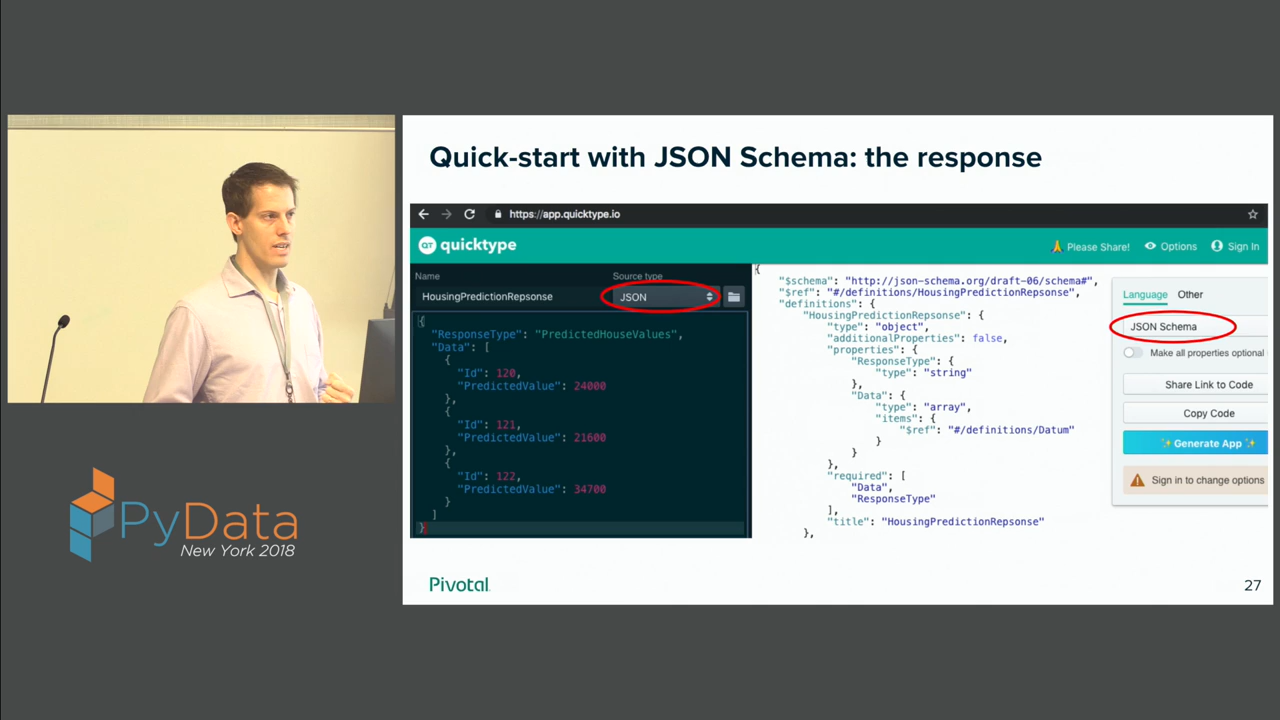 Quick-start with JSON Schema: the response
https://app.quicktype.io
QT quicktype
Please Share!
Options
Sign In
Name
Source type
HousingPredictionRepsonse
JSON
{
"ResponseType": "PredictedHouseValues",
"Data": [
{
"Id": 120,
"PredictedValue": 24000
},
{
"Id": 121,
"PredictedValue": 21600
},
{
"Id": 122,
"PredictedValue": 34700
}
]
}
{
"$schema": "http://json-schema.org/draft-06/schema#",
"$ref": "#/definitions/HousingPredictionRepsonse",
"definitions": {
"HousingPredictionRepsonse": {
"type": "object",
"additionalProperties": false,
"properties": {
"ResponseType": {
"type": "string"
},
"Data": {
"type": "array",
"items": {
"$ref": "#/definitions/Datum"
}
}
},
"required": [
"Data",
"ResponseType"
],
"title": "HousingPredictionRepsonse"
},
Language Other
JSON Schema
Make all properties optional
Share Link to Code
Copy Code
Generate App
Sign in to change options
PyData
New York 2018
Pivotal
27